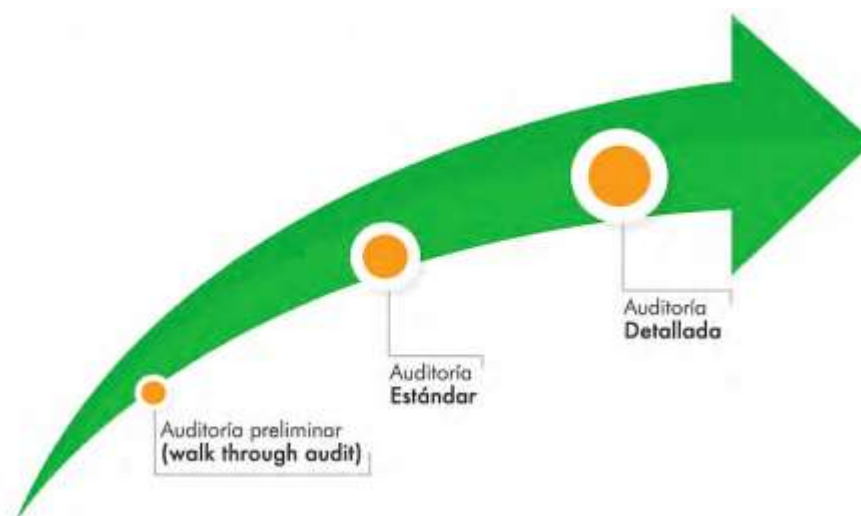 Auditoría preliminar
(walk through audit)
Auditoría
Estándar
Auditoría
Detallada